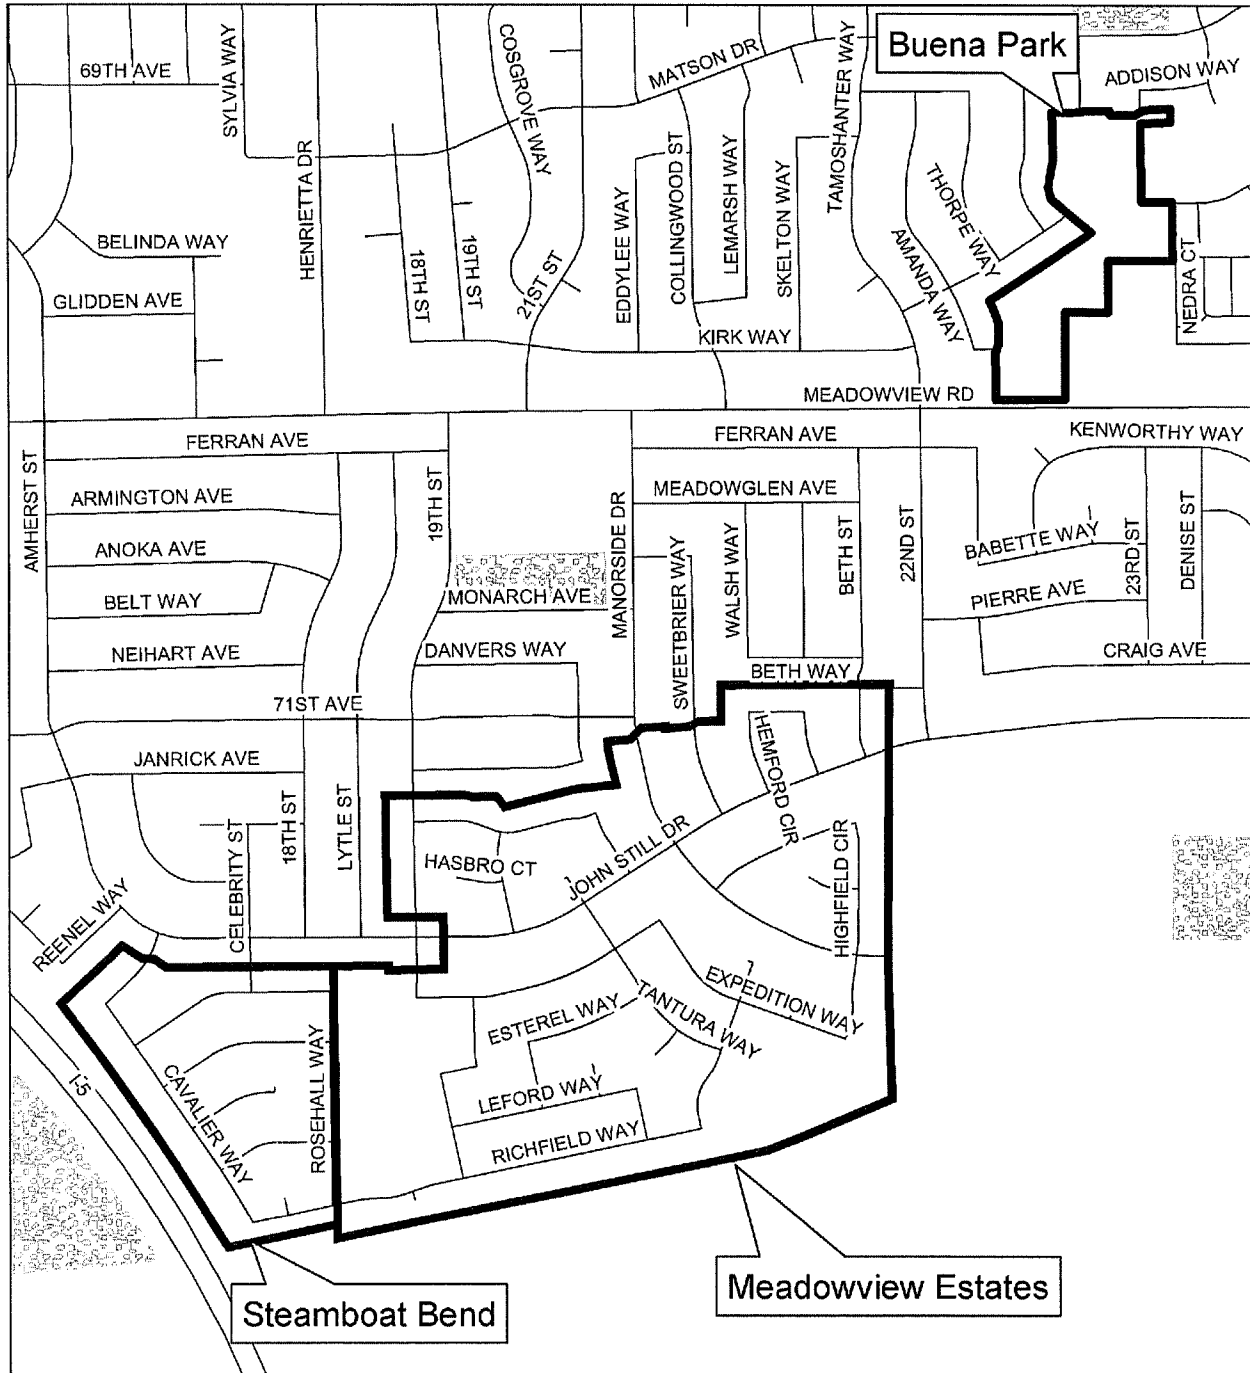 Buena Park
COSGROVE WAY
MATSON DR
TAMOSHANTER WAY
ADDISON WAY
69TH AVE
SYLVIA WAY
HENRIETTA DR
COLLINGWOOD ST
LEMARSH WAY
SKELTON WAY
EDDYLEE WAY
THORPE WAY
AMANDA WAY
NEDRA CT
BELINDA WAY
18TH ST
19TH ST
21ST ST
GLIDDEN AVE
KIRK WAY
MEADOWVIEW RD
FERRAN AVE
FERRAN AVE
KENWORTHY WAY
AMHERST ST
ARMINGTON AVE
19TH ST
MEADOWGLEN AVE
MANORSIDE DR
BETH ST
22ND ST
BABETTE WAY
23RD ST
DENISE ST
ANOKA AVE
SWEETBRIER WAY
WALSH WAY
BELT WAY
MONARCH AVE
PIERRE AVE
NEIHART AVE
DANVERS WAY
BETH WAY
CRAIG AVE
71ST AVE
JANRICK AVE
HEMFORD CIR
CELEBRITY ST
18TH ST
LYTLE ST
HASBRO CT
JOHN STILL DR
HIGHFIELD CIR
REENEL WAY
EXPEDITION WAY
ESTEREL WAY
TANTURA WAY
I-5
CAVALIER WAY
ROSEHALL WAY
LEFORD WAY
RICHFIELD WAY
Steamboat Bend
Meadowview Estates